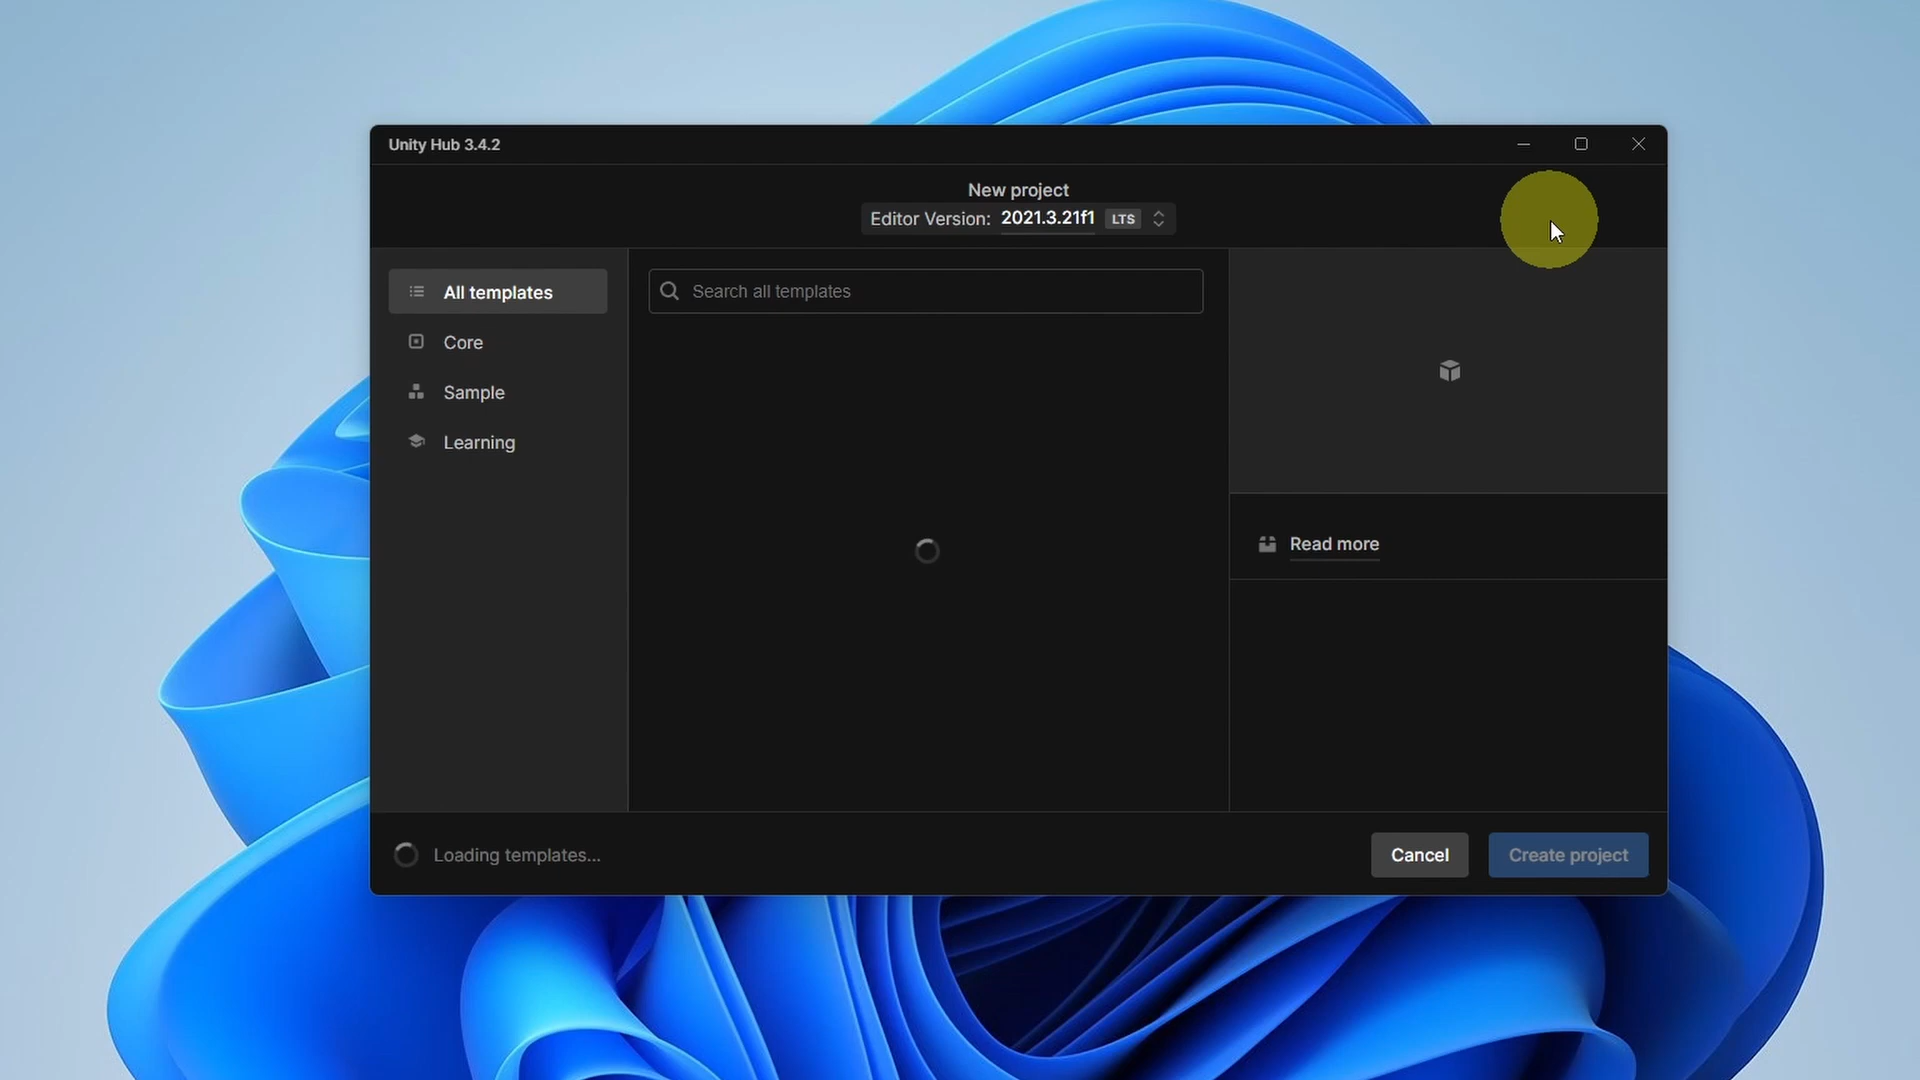 Unity Hub 3.4.2
New project
Editor Version: 2021.3.21f1 LTS
All templates
Search all templates
Core
Sample
Learning
Read more
Loading templates...
Cancel
Create project